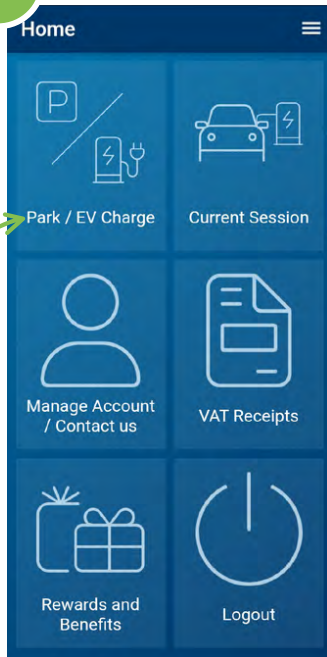 Home
P
Park / EV Charge
Current Session
Manage Account
/ Contact us
VAT Receipts
Rewards and
Benefits
Logout